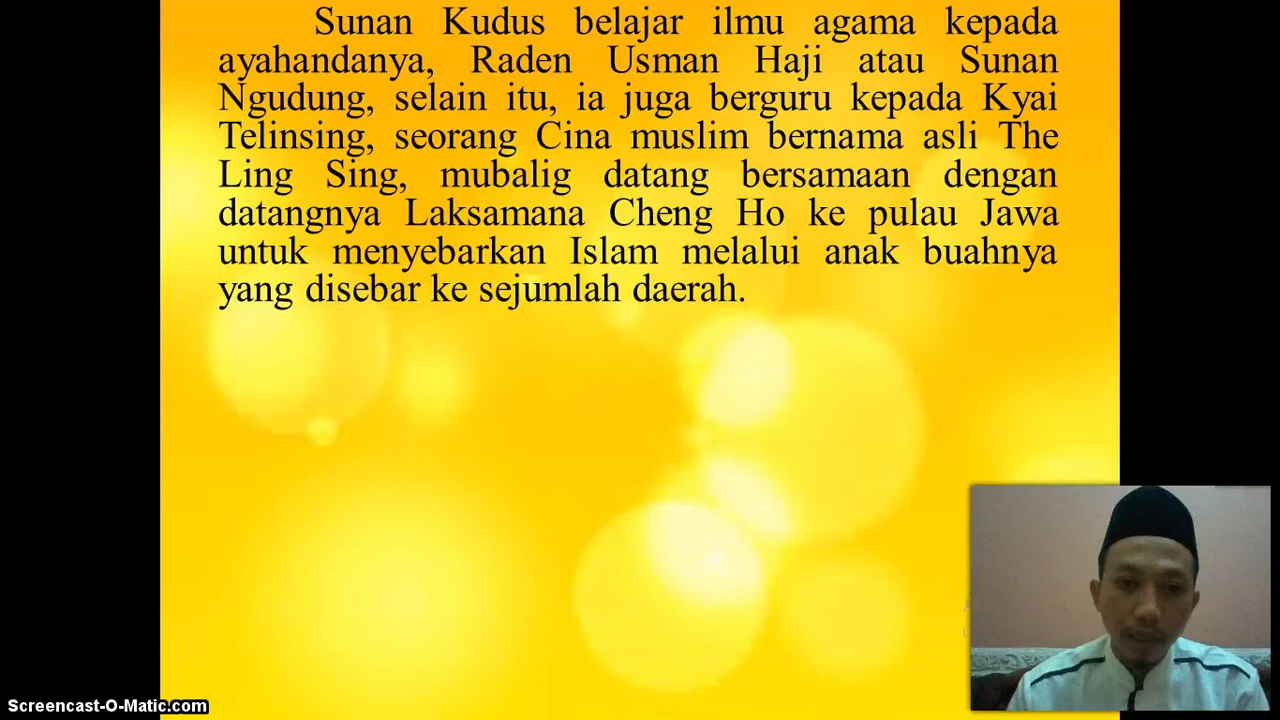 Sunan Kudus belajar ilmu agama kepada
ayahandanya, Raden Usman Haji atau Sunan
Ngudung, selain itu, ia juga berguru kepada Kyai
Telinsing, seorang Cina muslim bernama asli The
Ling Sing, mubalig datang bersamaan dengan
datangnya Laksamana Cheng Ho ke pulau Jawa
untuk menyebarkan Islam melalui anak buahnya
yang disebar ke sejumlah daerah.
Screencast-O-Matic.com